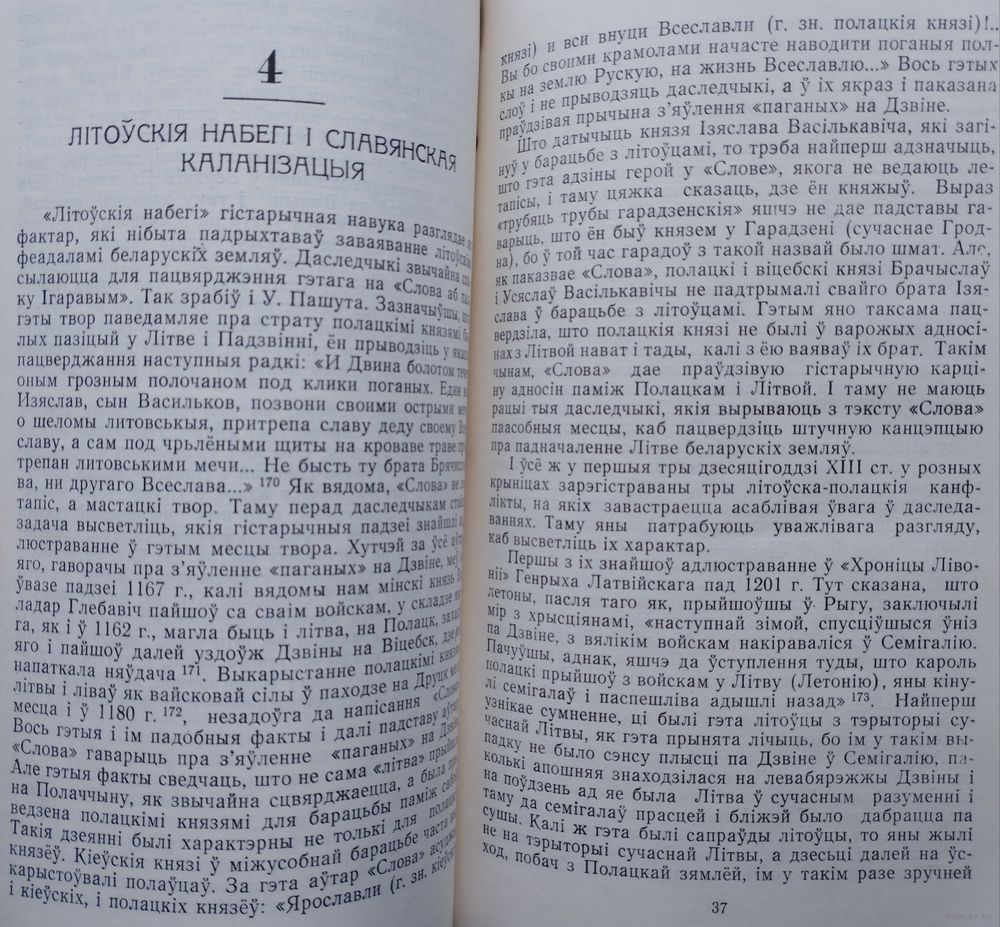 4
ЛІТОЎСКІЯ НАБЕГІ І СЛАВЯНСКАЯ
КАЛАНІЗАЦЫЯ
«Літоўскія набегі» гістарычная навука разглядае
фактар, які нібыта падрыхтаваў заваяванне літоўскімі
феадаламі беларускіх зямляў. Даследчыкі звычайна
сылаюцца для пацвярджэння гэтага на «Слова аб
ку Ігаравым». Так зрабіў і У. Пашута. Зазначыўшы, што
гэты твор паведамляе пра страту полацкімі князямі
лых пазіцый у Літве і Падзвінні, ён прыводзіць у
пацверджання наступныя радкі: «И Двина болотом
оным грозным полочаном под клики поганых. Един
Изяслав, сын Васильков, позвони своими острыми
о шеломы литовськыя, притрепа славу деду своему
славу, а сам под чрьлёными щиты на кроваве траве
трепан литовскими мечи... Не бысть ту брата
ва, ни другаго Всеслава...» 170 Як вядома, «Слова» не
тапіс, а мастацкі твор. Таму перад даследчыкам
задача высветліць, якія гістарычныя падзеі знайшлі
люстраванне ў гэтым месцы твора. Хутчэй за ўсё
яго, гаворачы пра з'яўленне «паганых» на Дзвіне,
ўвазе падзеі 1167 г., калі вядомы нам мінскі князь
ладар Глебавіч пайшоў са сваім войскам, у складзе
га, як і ў 1162 г., магла быць і літва, на Полацк,
яго і пайшоў далей уздоўж Дзвіны на Віцебск,
напаткала няўдача 171. Выкарыстанне полацкімі князямі
літвы і ліваў як вайсковай сілы ў паходзе на Друцк
месца і ў 1180 г. 172, незадоўга да напісання «Слова
Вось гэтыя і ім падобныя факты і далі падставу
«Слова» гаварыць пра з'яўленне «паганых» на
Але гэтыя факты сведчаць, што не сама «літва»
на Полаччыну, як звычайна сцвярджаецца, а была
ведзена полацкімі князямі для барацьбы паміж
Такія дзеянні былі характэрны не толькі для
князёў. Кіеўскія князі ў міжусобнай барацьбе часта
карыстоўвалі полаўцаў. За гэта аўтар «Слова»
і кіеўскіх, і полацкіх князёў: «Ярославли (г. зн. кіеўскія
князі) и вси внуци Всеславли (г. зн. полацкія князі)!..
Вы бо своими крамолами начасте наводити поганыя пол-
кы на землю Рускую, на жизнь Всеславлю...» Вось гэтых
слоў і не прыводзяць даследчыкі, а ў іх якраз і паказана
праўдзівая прычына з'яўлення «паганых» на Дзвіне.
Што датычыць князя Ізяслава Васількавіча, які загі-
нуў у барацьбе з літоўцамі, то трэба найперш адзначыць,
што гэта адзіны герой у «Слове», якога не ведаюць ле-
тапісы, і таму цяжка сказаць, дзе ён княжыў. Выраз
«трубяць трубы гарадзенскія» яшчэ не дае падставы га-
варыць, што ён быў князем у Гарадзені (сучаснае Грод-
на), бо ў той час гарадоў з такой назвай было шмат. Але,
як паказвае «Слова», полацкі і віцебскі князі Брачыслаў
і Усяслаў Васількавічы не падтрымалі свайго брата Ізя-
слава ў барацьбе з літоўцамі. Гэтым яно таксама пац-
вердзіла, што полацкія князі не былі ў варожых адносі-
нах з Літвой нават і тады, калі з ёю ваяваў іх брат. Такім
чынам, «Слова» дае праўдзівую гістарычную карці-
ну адносін паміж Полацкам і Літвой. І таму не маюць
рацыі тыя даследчыкі, якія вырываюць з тэксту «Слова»
паасобныя месцы, каб пацвердзіць штучную канцэпцыю
пра падначаленне Літве беларускіх зямляў.
І ўсё ж у першыя тры дзесяцігоддзі XIII ст. у розных
крыніцах зарэгістраваны тры літоўска-полацкія канф-
лікты, на якіх завастраецца асаблівая ўвага ў даследа-
ваннях. Таму яны патрабуюць уважлівага разгляду,
каб высветліць іх характар.
Першы з іх знайшоў адлюстраванне ў «Хроніцы Ліво-
ніі» Генрыха Латвійскага пад 1201 г. Тут сказана, што
летоны, пасля таго як, прыйшоўшы ў Рыгу, заключылі
мір з хрысціянамі, «наступнай зімой, спусціўшыся ўніз
па Дзвіне, з вялікім войскам накіраваліся ў Семігалію.
Пачуўшы, аднак, яшчэ да ўступлення туды, што кароль
полацкі прыйшоў з войскам у Літву (Летонію), яны кіну-
лі семігалаў і паспешліва адышлі назад» 173. Найперш
узнікае сумненне, ці былі гэта літоўцы з тэрыторыі су-
часнай Літвы, як гэта прынята лічыць, бо ім у такім вы-
падку не было сэнсу плысці па Дзвіне ў Семігалію, па-
колькі апошняя знаходзілася на левабярэжжы Дзвіны і
на поўдзень ад яе была Літва ў сучасным разуменні і
таму да семігалаў прасцей і бліжэй было дабрацца па
сушы. Калі ж гэта былі сапраўды літоўцы, то яны жылі
не на тэрыторыі сучаснай Літвы, а дзесьці далей на ўс-
ход, побач з Полацкай зямлёй, ім у такім разе зручней
37